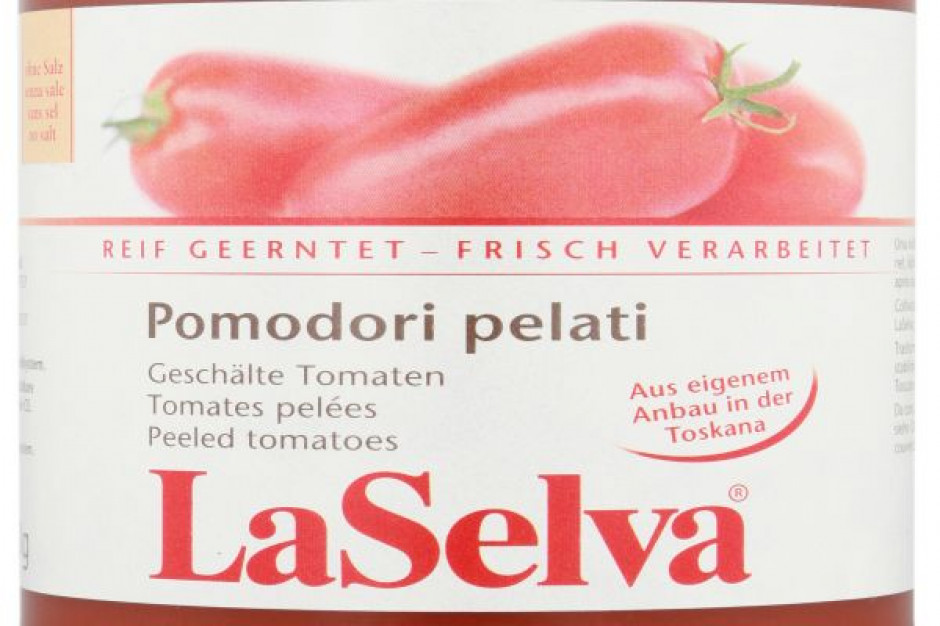 ohne Salz
senza sale
sans sel
no salt
REIF GEERNTET – FRISCH VERARBEITET
Pomodori pelati
Geschälte Tomaten
Tomates pelées
Peeled tomatoes
Aus eigenem
Anbau in der
Toskana
LaSelva®
g